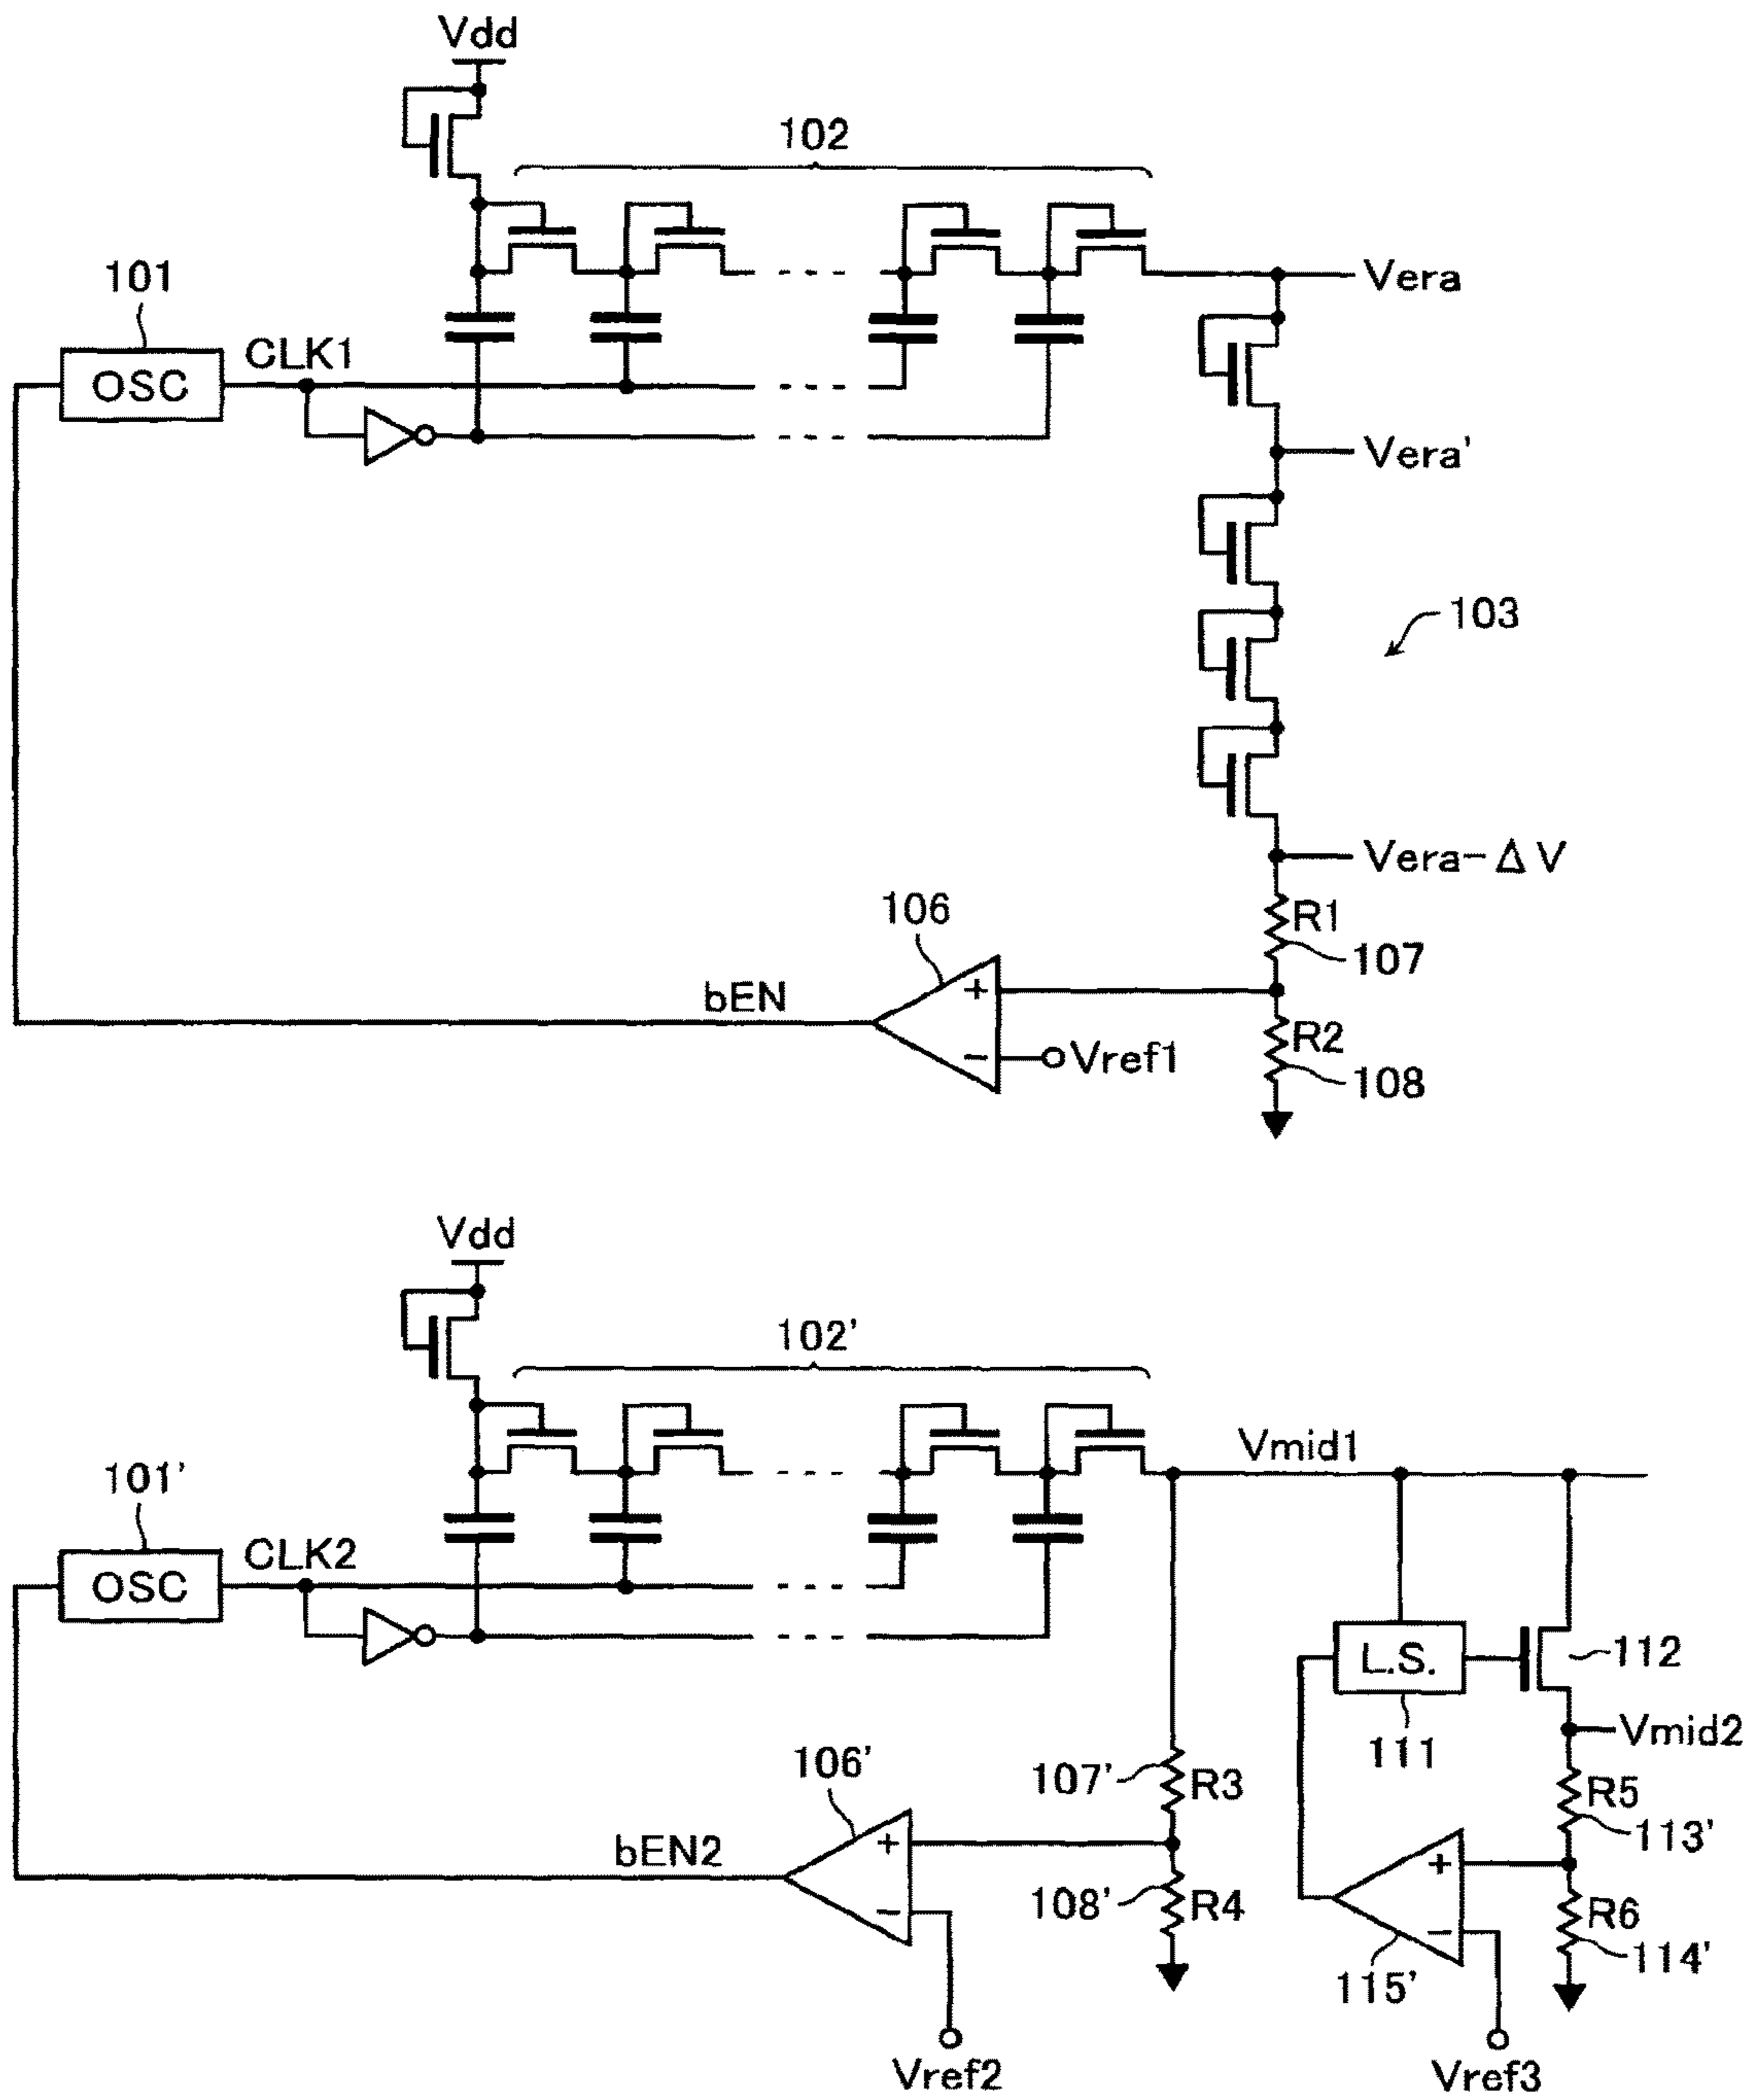 Vdd
102
Vera
101
CLK1
OSC
Vera'
103
Vera-ΔV
106
R1
107
bEN
+
R2
− Vref1
108
Vdd
102'
Vmid1
101'
CLK2
OSC
L.S.
112
111
Vmid2
106'
107' R3
R5
113'
bEN2
+
+
108' R4
R6
−
−
114'
115'
Vref2
Vref3